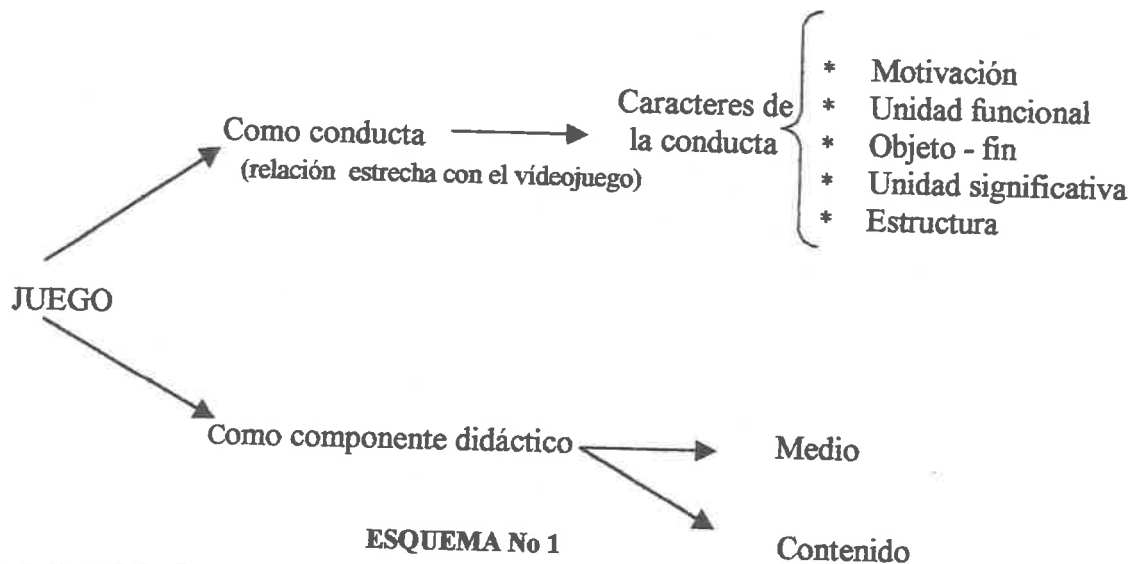 Como conducta
(relación estrecha con el vídeojuego)
Caracteres de
la conducta
* Motivación
* Unidad funcional
* Objeto - fin
* Unidad significativa
* Estructura
JUEGO
Como componente didáctico
Medio
Contenido
ESQUEMA No 1